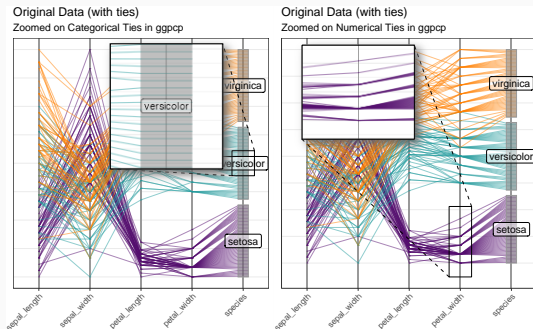 Original Data (with ties)
Zoomed on Categorical Ties in ggpcp
virginica
versicolor
versicolor
setosa
sepal_length
sepal_width
petal_length
petal_width
species
Original Data (with ties)
Zoomed on Numerical Ties in ggpcp
virginica
versicolor
setosa
sepal_length
sepal_width
petal_length
petal_width
species